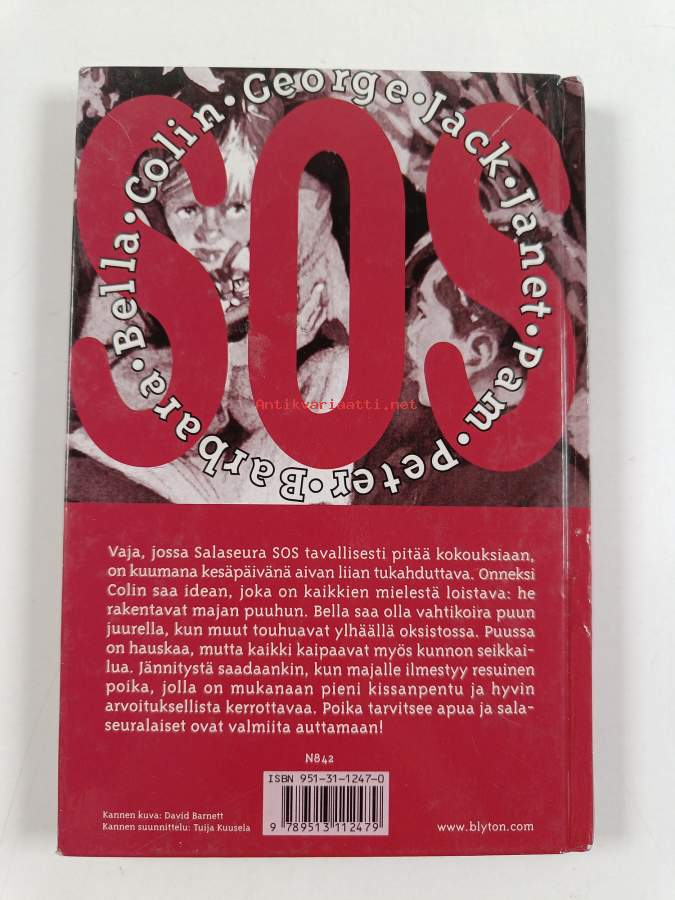 SOS
Bella · Colin · George · Jack · Janet · Pam · Peter · Barbara ·
Antikvariaatti.net
Vaja, jossa Salaseura SOS tavallisesti pitää kokouksiaan,
on kuumana kesäpäivänä aivan liian tukahduttava. Onneksi
Colin saa idean, joka on kaikkien mielestä loistava: he
rakentavat majan puuhun. Bella saa olla vahtikoira puun
juurella, kun muut touhuavat ylhäällä oksistossa. Puussa
on hauskaa, mutta kaikki kaipaavat myös kunnon seikkai-
lua. Jännitystä saadaankin, kun majalle ilmestyy resuinen
poika, jolla on mukanaan pieni kissanpentu ja hyvin
arvoituksellista kerrottavaa. Poika tarvitsee apua ja sala-
seuralaiset ovat valmiita auttamaan!
N842
ISBN 951-31-1247-0
9 789513 112479
Kannen kuva: David Barnett
Kannen suunnittelu: Tuija Kuusela
www.blyton.com